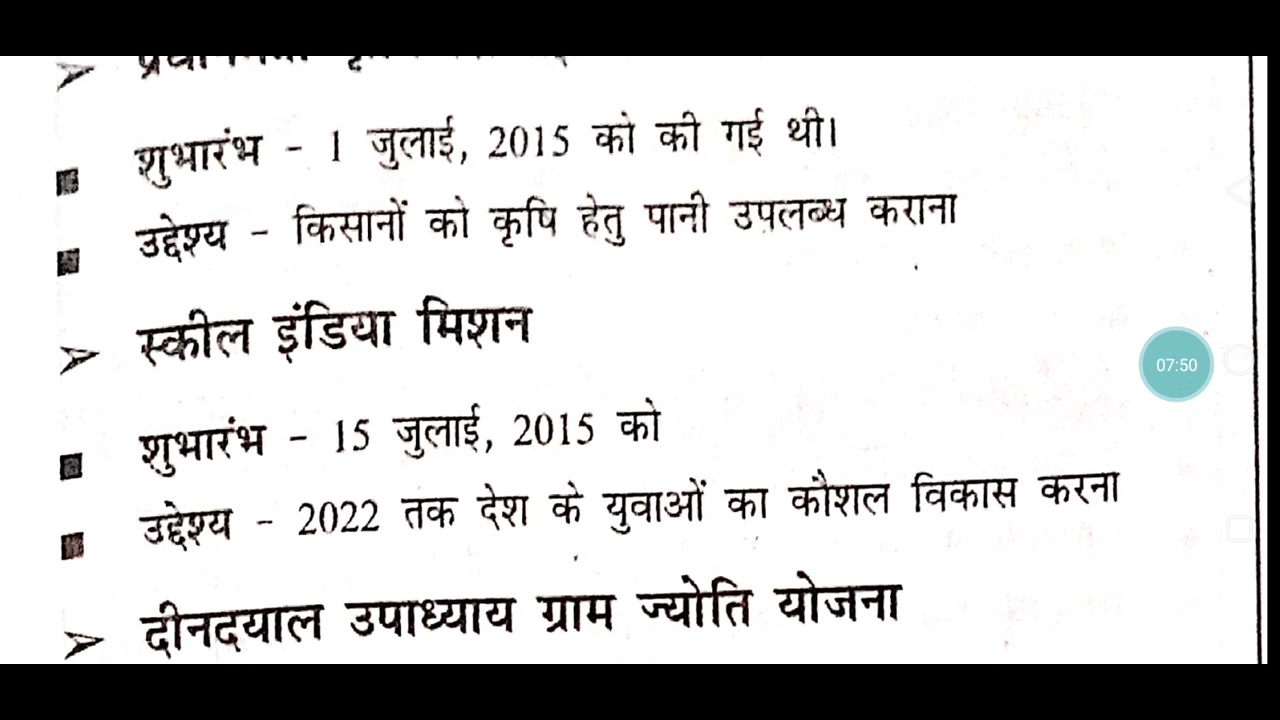 शुभारंभ - 1 जुलाई, 2015 को की गई थी।
उद्देश्य - किसानों को कृषि हेतु पानी उपलब्ध कराना
स्कील इंडिया मिशन
07:50
शुभारंभ - 15 जुलाई, 2015 को
उद्देश्य - 2022 तक देश के युवाओं का कौशल विकास करना
दीनदयाल उपाध्याय ग्राम ज्योति योजना